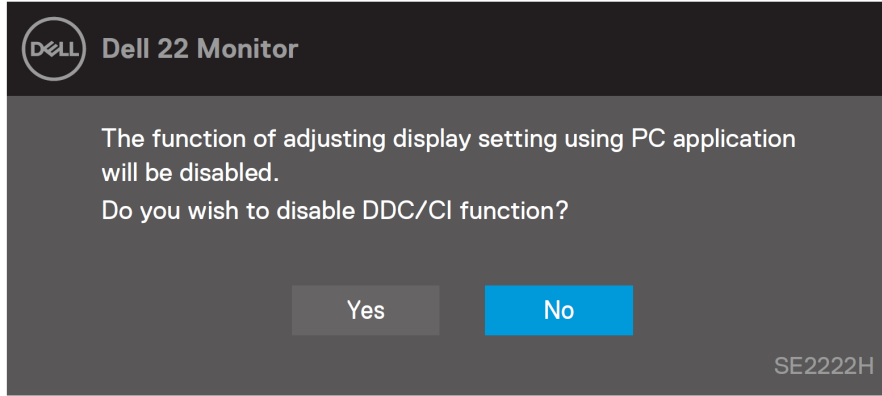 DELL Dell 22 Monitor
The function of adjusting display setting using PC application
will be disabled.
Do you wish to disable DDC/CI function?
Yes No
SE2222H